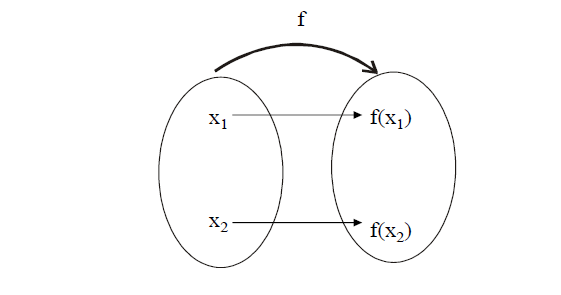 f
x₁ f(x₁)
x₂ f(x₂)